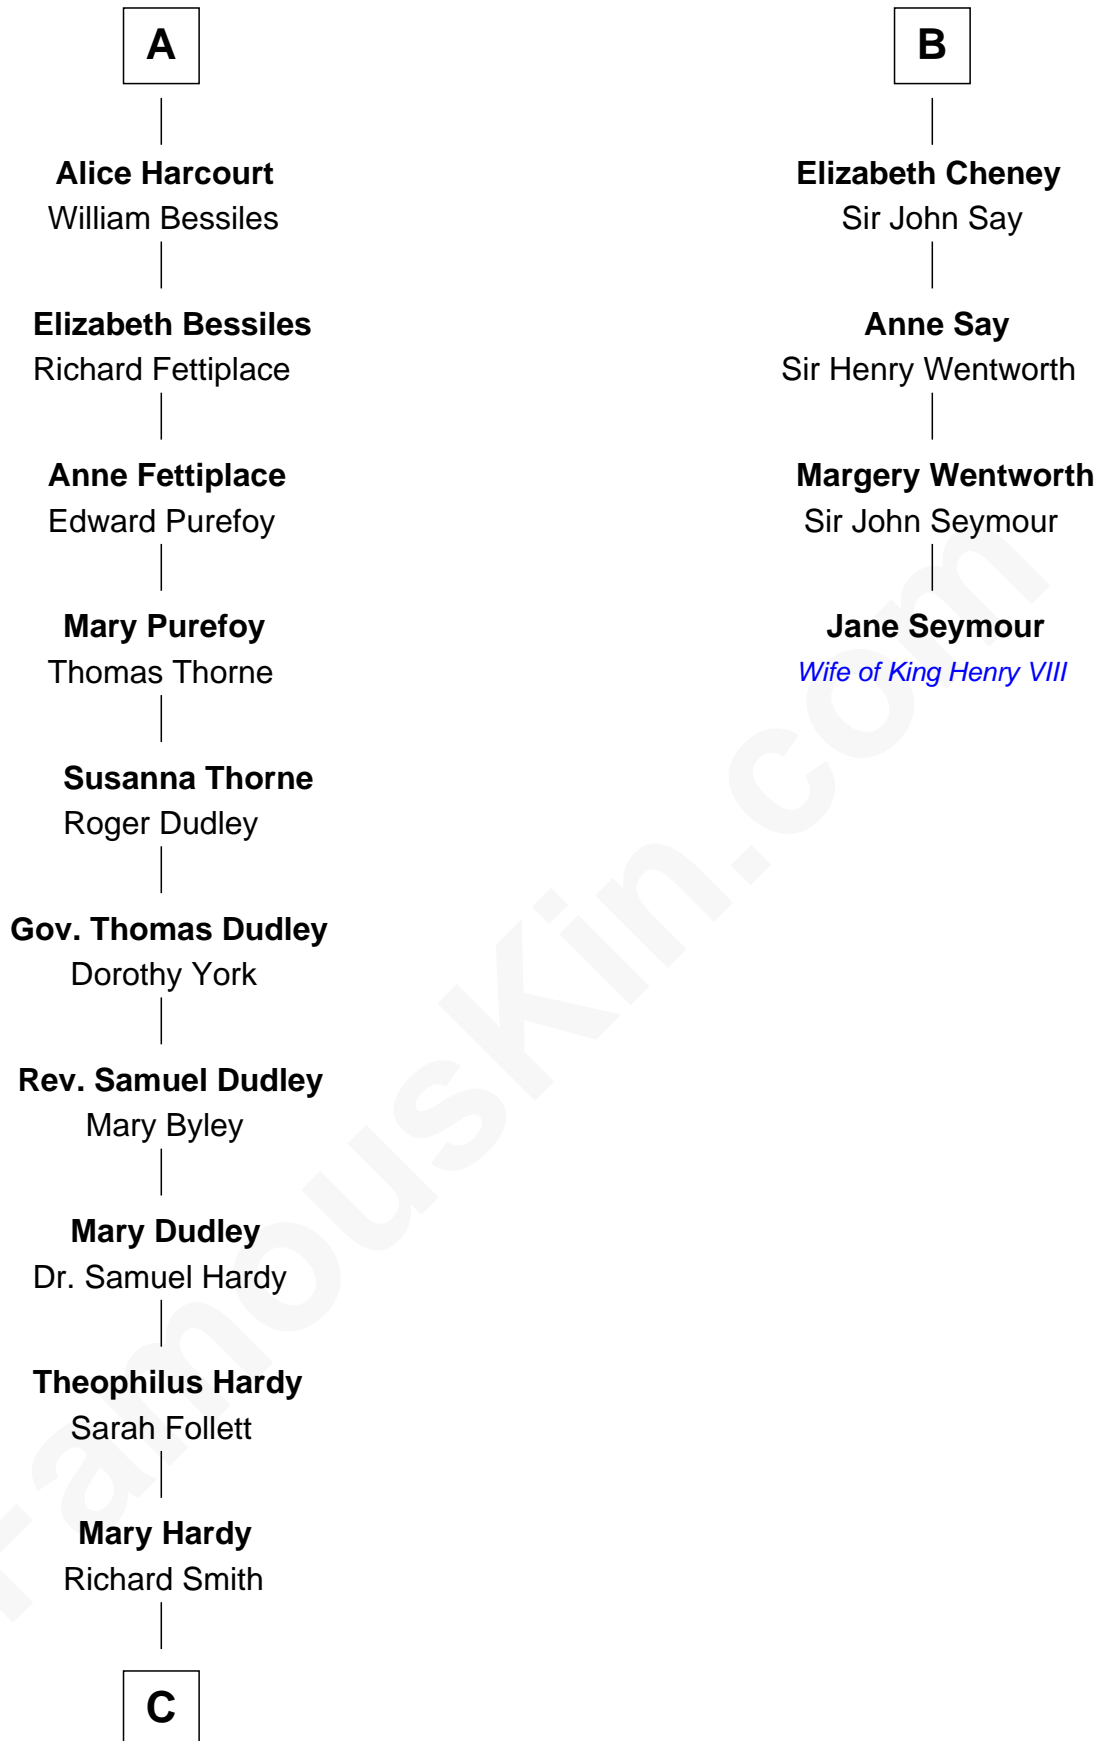 A
Alice Harcourt
William Bessiles
Elizabeth Bessiles
Richard Fettiplace
Anne Fettiplace
Edward Purefoy
Mary Purefoy
Thomas Thorne
Susanna Thorne
Roger Dudley
Gov. Thomas Dudley
Dorothy York
Rev. Samuel Dudley
Mary Byley
Mary Dudley
Dr. Samuel Hardy
Theophilus Hardy
Sarah Follett
Mary Hardy
Richard Smith
C
B
Elizabeth Cheney
Sir John Say
Anne Say
Sir Henry Wentworth
Margery Wentworth
Sir John Seymour
Jane Seymour
Wife of King Henry VIII
FamousKin.com